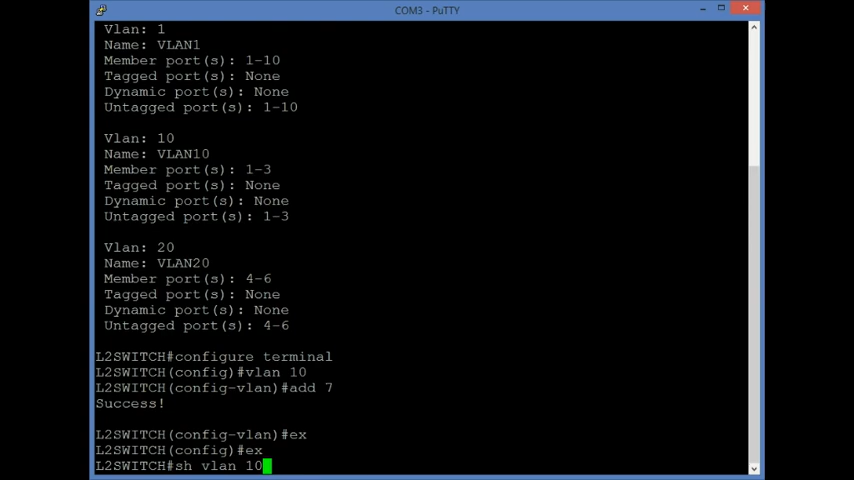 COM3 - PuTTY
Vlan: 1
Name: VLAN1
Member port(s): 1-10
Tagged port(s): None
Dynamic port(s): None
Untagged port(s): 1-10
Vlan: 10
Name: VLAN10
Member port(s): 1-3
Tagged port(s): None
Dynamic port(s): None
Untagged port(s): 1-3
Vlan: 20
Name: VLAN20
Member port(s): 4-6
Tagged port(s): None
Dynamic port(s): None
Untagged port(s): 4-6
L2SWITCH#configure terminal
L2SWITCH(config)#vlan 10
L2SWITCH(config-vlan)#add 7
Success!
L2SWITCH(config-vlan)#ex
L2SWITCH(config)#ex
L2SWITCH#sh vlan 10